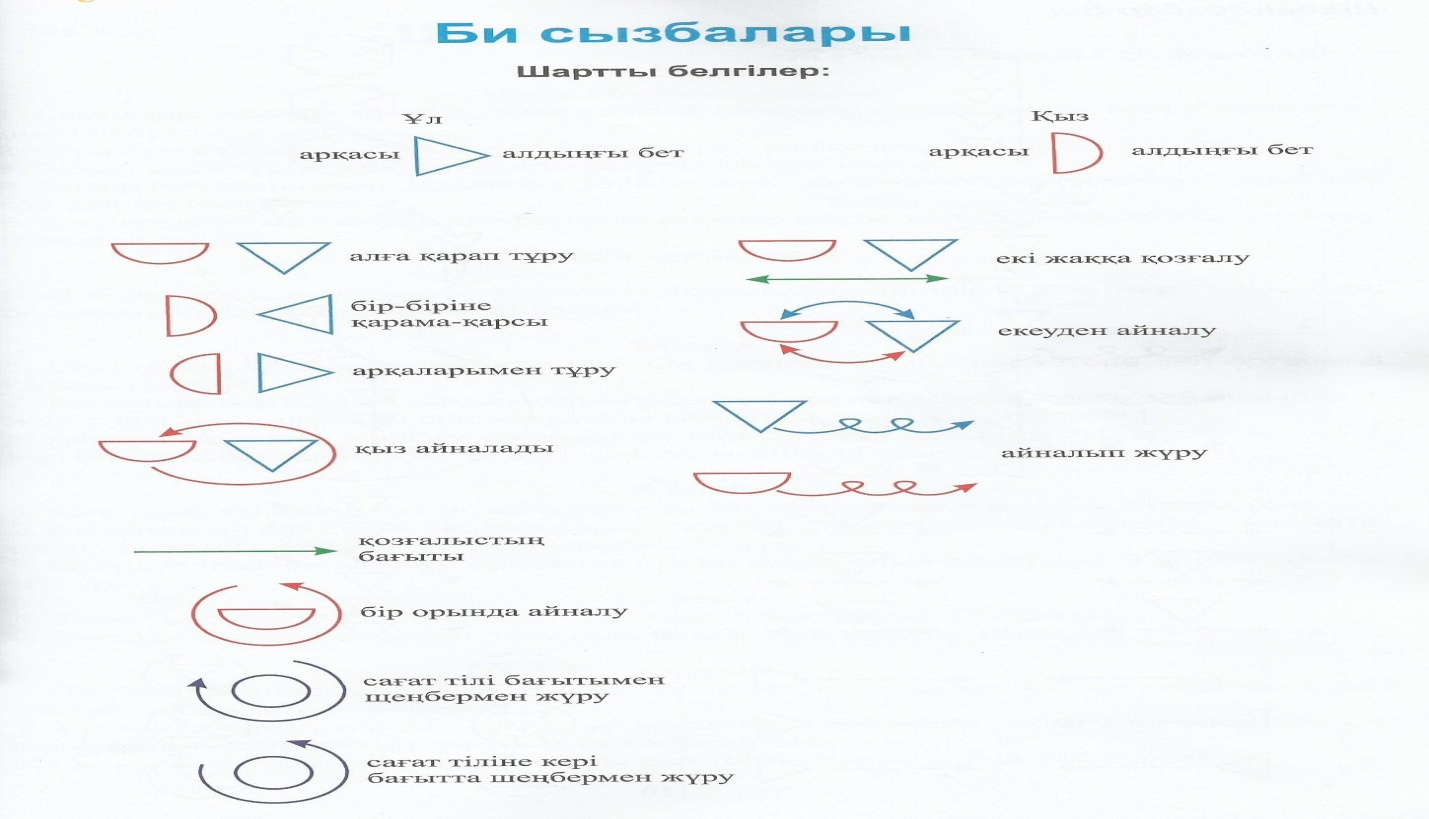 Би сызбалары
Шартты белгілер:
Ұл
арқасы алдыңғы бет
Қыз
арқасы алдыңғы бет
алға қарап тұру
бір-біріне
қарама-қарсы
арқаларымен тұру
қыз айналады
қозғалыстың
бағыты
бір орында айналу
сағат тілі бағытымен
щеңбермен жүру
сағат тіліне кері
бағытта шеңбермен жүру
екі жаққа қозғалу
екеуден айналу
айналып жүру